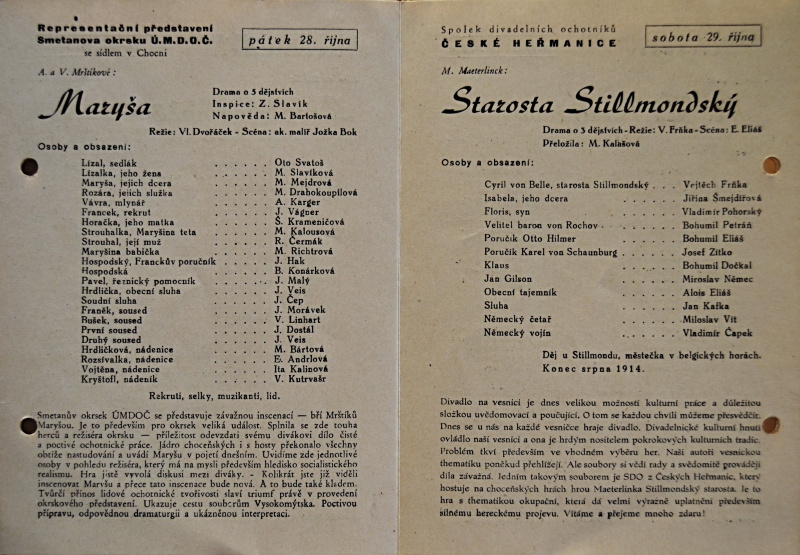 Representační představení
Smetanova okrsku Ú.M.D.O.Č.
se sídlem v Chocni
pátek 28. října
A. a V. Mrštíkové :
Maryša
Drama o 5 dějstvích
Inspice: Z. Slavík
Napověda: M. Bartošová
Režie: Vl. Dvořáček - Scéna: ak. malíř Jožka Bok
Osoby a obsazení:
Lízal, sedlák . . . . . . Oto Svatoš
Lízalka, jeho žena . . . . . . M. Slavíková
Maryša, jejich dcera . . . . . . M. Mejdrová
Rozára, jejich služka . . . . . . M. Drahokoupilová
Vávra, mlynář . . . . . . A. Karger
Francek, rekrut . . . . . . J. Vágner
Horačka, jeho matka . . . . . . S. Krameničová
Strouhalka, Maryšina teta . . . . . . M. Kalousová
Strouhal, její muž . . . . . . R. Čermák
Maryšina babička . . . . . . M. Richtrová
Hospodský, Franckův poručník . . . . . . J. Hak
Hospodská . . . . . . B. Konárková
Pavel, řeznický pomocník . . . . . . J. Malý
Hrdlička, obecní sluha . . . . . . J. Veis
Soudní sluha . . . . . . J. Čep
Franěk, soused . . . . . . J. Morávek
Bušek, soused . . . . . . V. Linhart
První soused . . . . . . J. Dostál
Druhý soused . . . . . . J. Veis
Hrdličková, nádenice . . . . . . M. Bártová
Rozsívalka, nádenice . . . . . . E. Andrlová
Vojtěna, nádenice . . . . . . Ita Kalinová
Kryštofl, nádeník . . . . . . V. Kutrvašr
Rekruti, selky, muzikanti, lid.
Smetanův okrsek ÚMDOČ se představuje závažnou inscenací — bří Mrštíků
Maryšou. Je to především pro okrsek veliká událost. Splnila se zde touha
herců a režiséra okrsku — příležitost odevzdati svému divákovi dílo čisté
a poctivé ochotnické práce. Jádro choceňských i s hosty překonalo všechny
obtíže nastudování a uvádí Maryšu v pojetí dnešním. Uvidíme zde jednotlivé
osoby v pohledu režiséra, který má na mysli především hledisko socialistického
realismu. Hra jistě vyvolá diskusi mezi diváky. - Kolikrát jste již viděli
inscenovat Maryšu a přece tato inscenace bude nová. A to bude také kladem.
Tvůrčí přínos lidové ochotnické tvořivosti slaví triumf právě v provedení
okrskového představení. Ukazuje cestu souborům Vysokomýtska. Poctivou
přípravu, odpovědnou dramaturgii a ukázněnou interpretaci.
Spolek divadelních ochotníků
ČESKÉ HEŘMANICE
sobota 29. října
M. Maeterlinck:
Starosta Stillmondský
Drama o 3 dějstvích - Režie: V. Frňka - Scéna: E. Eliáš
Přeložila: M. Kalašová
Osoby a obsazení:
Cyril von Belle, starosta Stillmondský . . . Vojtěch Frňka
Isabela, jeho dcera . . . . . . Jiřina Šmejdířová
Floris, syn . . . . . . Vladimír Pohorský
Velitel baron von Rochov . . . . . . Bohumil Petráň
Poručík Otto Hilmer . . . . . . Bohumil Eliáš
Poručík Karel von Schaunburg . . . . . . Josef Zítko
Klaus . . . . . . Bohumil Dočkal
Jan Gilson . . . . . . Miroslav Němec
Obecní tajemník . . . . . . Alois Eliáš
Sluha . . . . . . Jan Kafka
Německý četař . . . . . . Miloslav Vít
Německý vojín . . . . . . Vladimír Čapek
Děj u Stillmondu, městečka v belgických horách.
Konec srpna 1914.
Divadlo na vesnici je dnes velikou možností kulturní práce a důležitou
složkou uvědomovací a poučující. O tom se každou chvíli můžeme přesvědčit.
Dnes se u nás na každé vesničce hraje divadlo. Divadelnické kulturní hnutí
ovládlo naši vesnici a ona je hrdým nositelem pokrokových kulturních tradic.
Problém tkví především ve vhodném výběru her. Naši autoři vesnickou
thematiku poněkud přehlížejí. Ale soubory si vědí rady a svědomitě provádějí
díla závažná. Jedním takovým souborem je SDO z Českých Heřmanic, který
hostuje na choceňských hrách hrou Maeterlinka Stillmondský starosta. Je to
hra s thematikou okupační, která dá velmi výrazně uplatnění především
silnému hereckému projevu. Vítáme a přejeme mnoho zdaru!